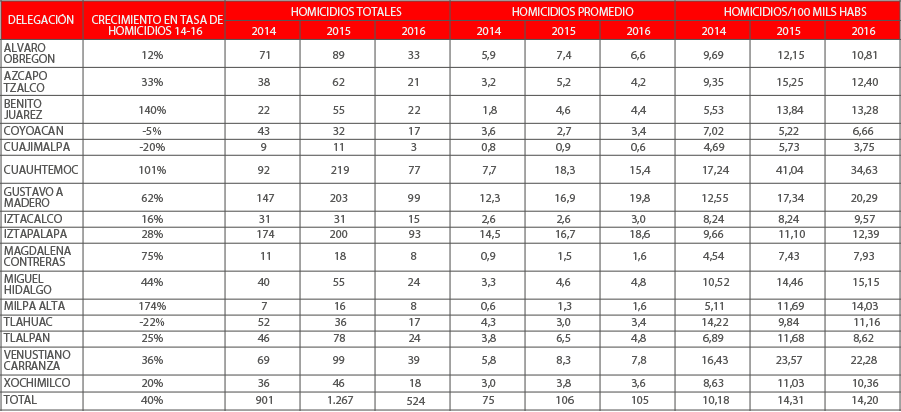 DELEGACIÓN CRECIMIENTO EN TASA DE HOMICIDIOS 14-16 HOMICIDIOS TOTALES HOMICIDIOS PROMEDIO HOMICIDIOS/100 MILS HABS
2014 2015 2016 2014 2015 2016 2014 2015 2016
ALVARO OBREGON 12% 71 89 33 5,9 7,4 6,6 9,69 12,15 10,81
AZCAPO TZALCO 33% 38 62 21 3,2 5,2 4,2 9,35 15,25 12,40
BENITO JUAREZ 140% 22 55 22 1,8 4,6 4,4 5,53 13,84 13,28
COYOACAN -5% 43 32 17 3,6 2,7 3,4 7,02 5,22 6,66
CUAJIMALPA -20% 9 11 3 0,8 0,9 0,6 4,69 5,73 3,75
CUAUHTEMOC 101% 92 219 77 7,7 18,3 15,4 17,24 41,04 34,63
GUSTAVO A MADERO 62% 147 203 99 12,3 16,9 19,8 12,55 17,34 20,29
IZTACALCO 16% 31 31 15 2,6 2,6 3,0 8,24 8,24 9,57
IZTAPALAPA 28% 174 200 93 14,5 16,7 18,6 9,66 11,10 12,39
MAGDALENA CONTRERAS 75% 11 18 8 0,9 1,5 1,6 4,54 7,43 7,93
MIGUEL HIDALGO 44% 40 55 24 3,3 4,6 4,8 10,52 14,46 15,15
MILPA ALTA 174% 7 16 8 0,6 1,3 1,6 5,11 11,69 14,03
TLAHUAC -22% 52 36 17 4,3 3,0 3,4 14,22 9,84 11,16
TLALPAN 25% 46 78 24 3,8 6,5 4,8 6,89 11,68 8,62
VENUSTIANO CARRANZA 36% 69 99 39 5,8 8,3 7,8 16,43 23,57 22,28
XOCHIMILCO 20% 36 46 18 3,0 3,8 3,6 8,63 11,03 10,36
TOTAL 40% 901 1.267 524 75 106 105 10,18 14,31 14,20